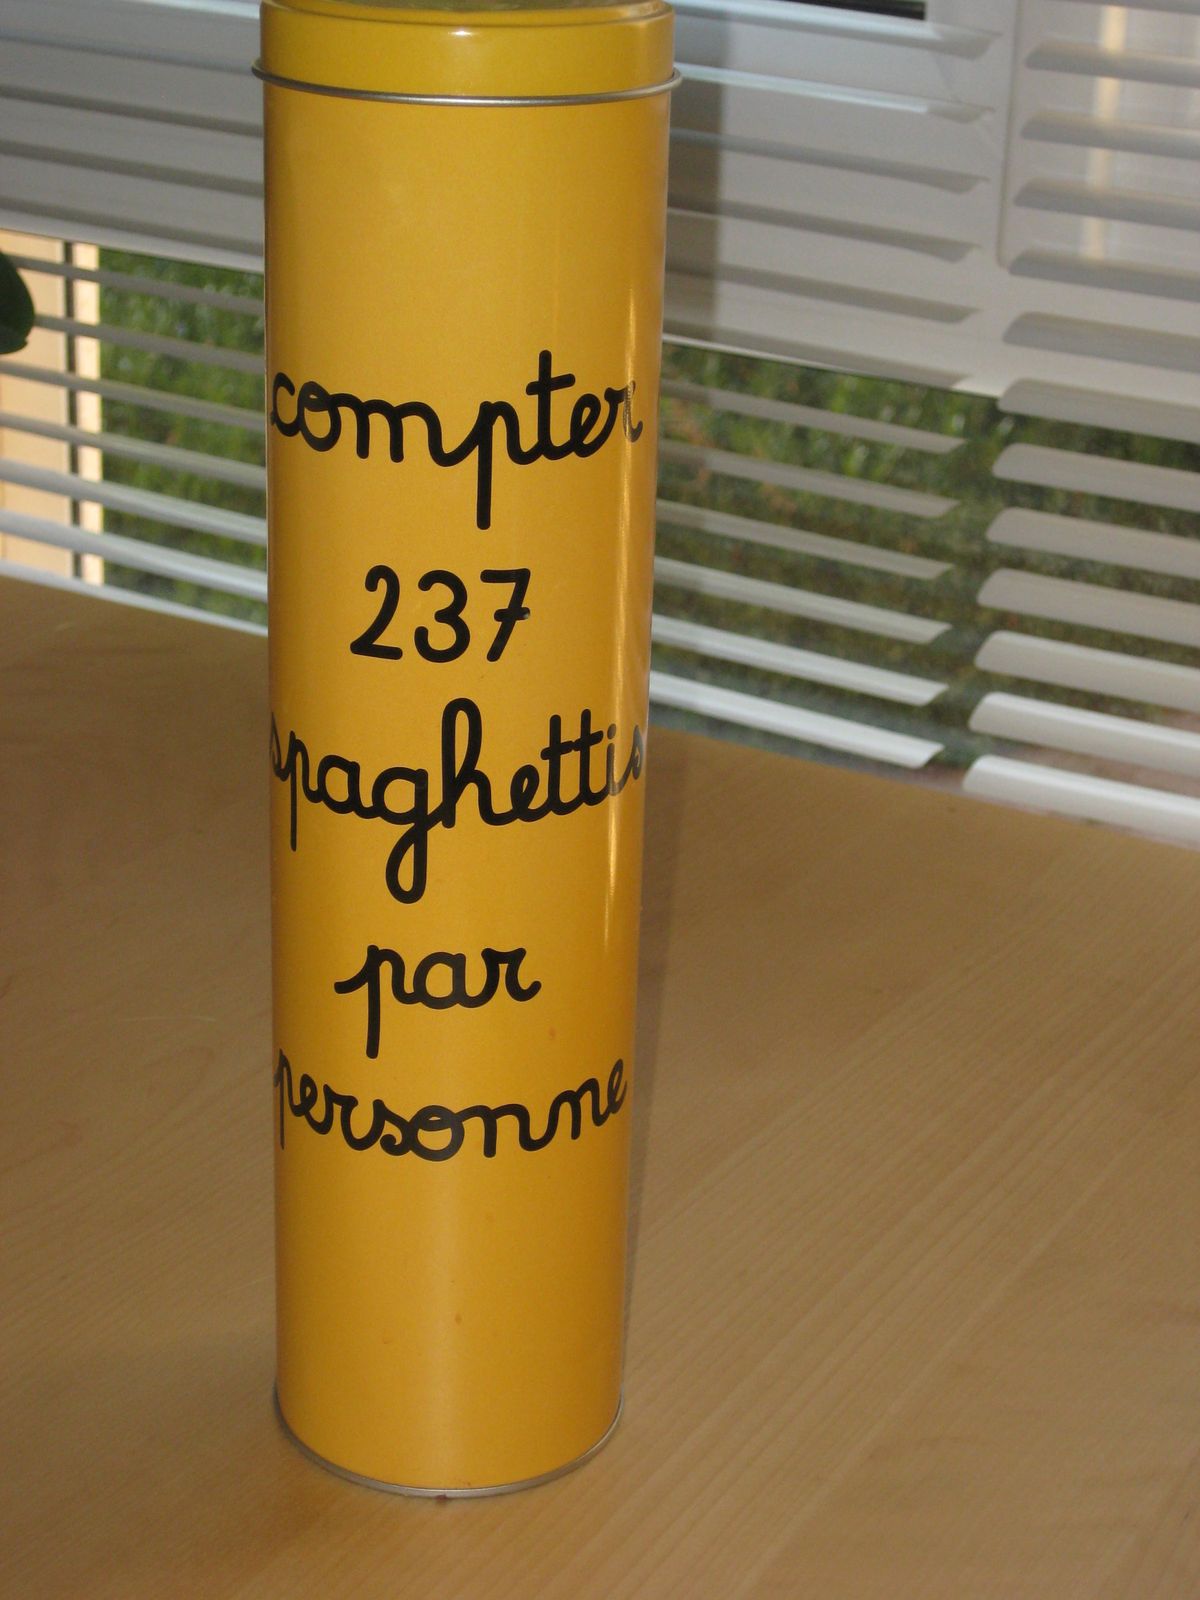 compter
237
spaghettis
par
personne